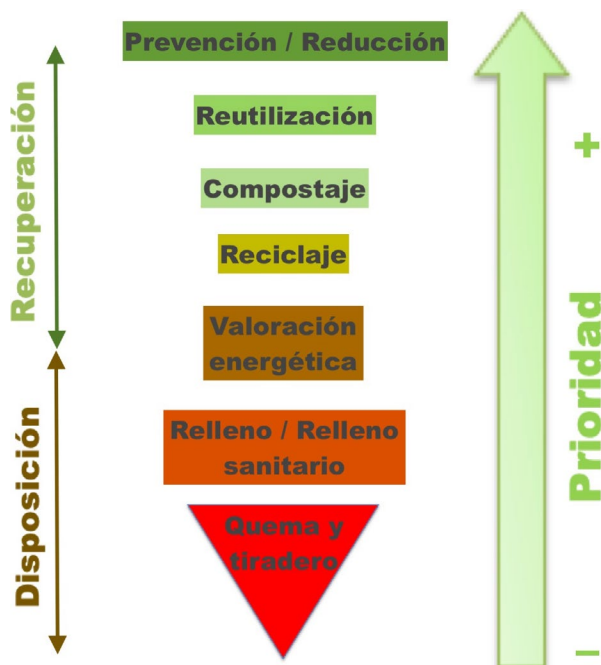 Prevención / Reducción
Reutilización
Compostaje
Reciclaje
Valoración
energética
Relleno / Relleno
sanitario
Quema y
tiradero
Recuperación
Disposición
+
Prioridad
–